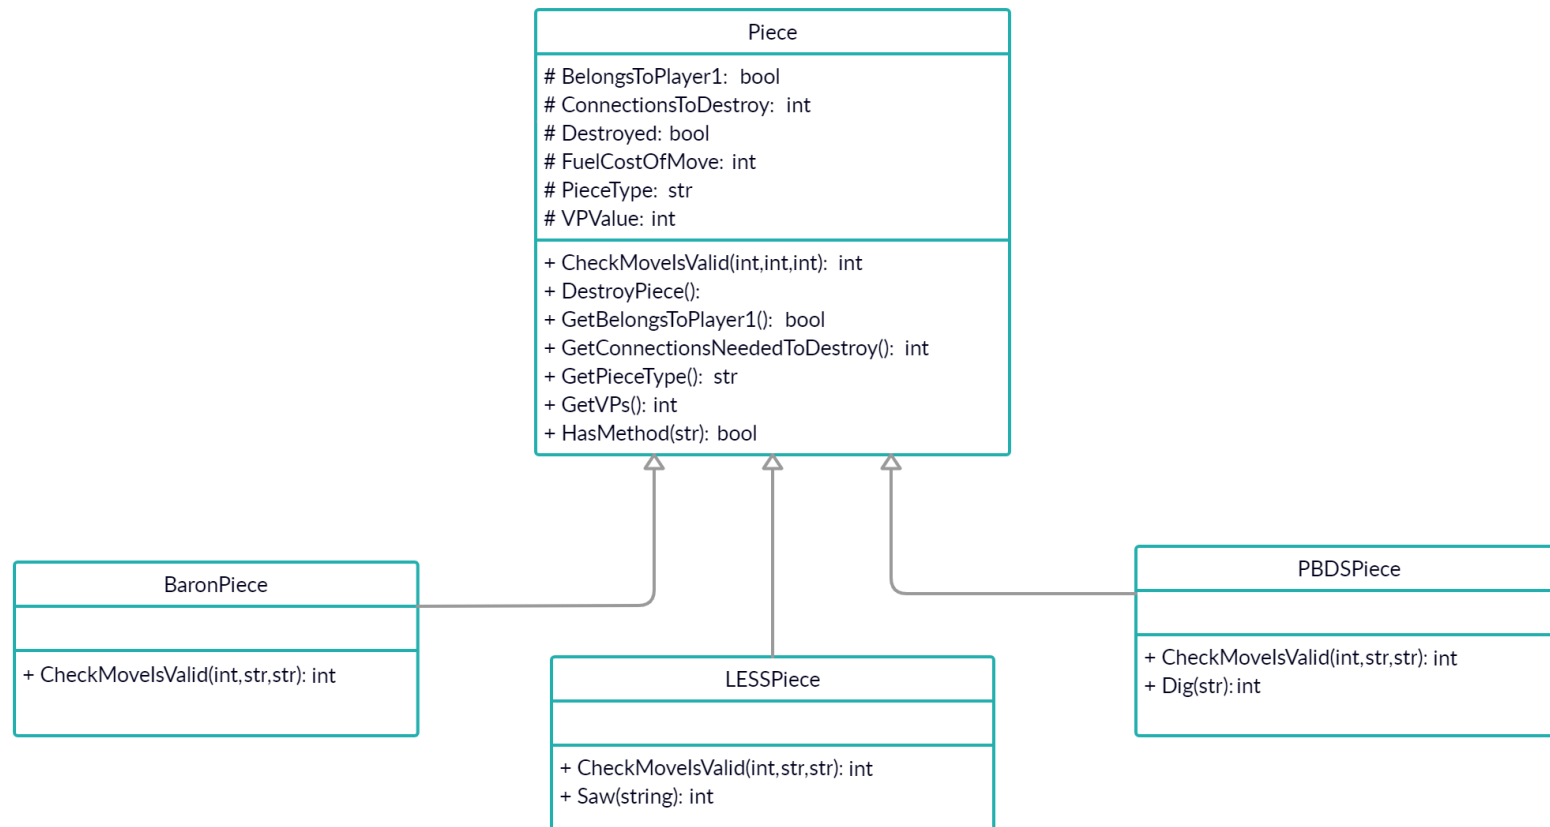 Piece
# BelongsToPlayer1: bool
# ConnectionsToDestroy: int
# Destroyed: bool
# FuelCostOfMove: int
# PieceType: str
# VPValue: int
+ CheckMoveIsValid(int,int,int): int
+ DestroyPiece():
+ GetBelongsToPlayer1(): bool
+ GetConnectionsNeededToDestroy(): int
+ GetPieceType(): str
+ GetVPs(): int
+ HasMethod(str): bool
BaronPiece
+ CheckMoveIsValid(int,str,str): int
LESSPiece
+ CheckMoveIsValid(int,str,str): int
+ Saw(string): int
PBDSPiece
+ CheckMoveIsValid(int,str,str): int
+ Dig(str): int